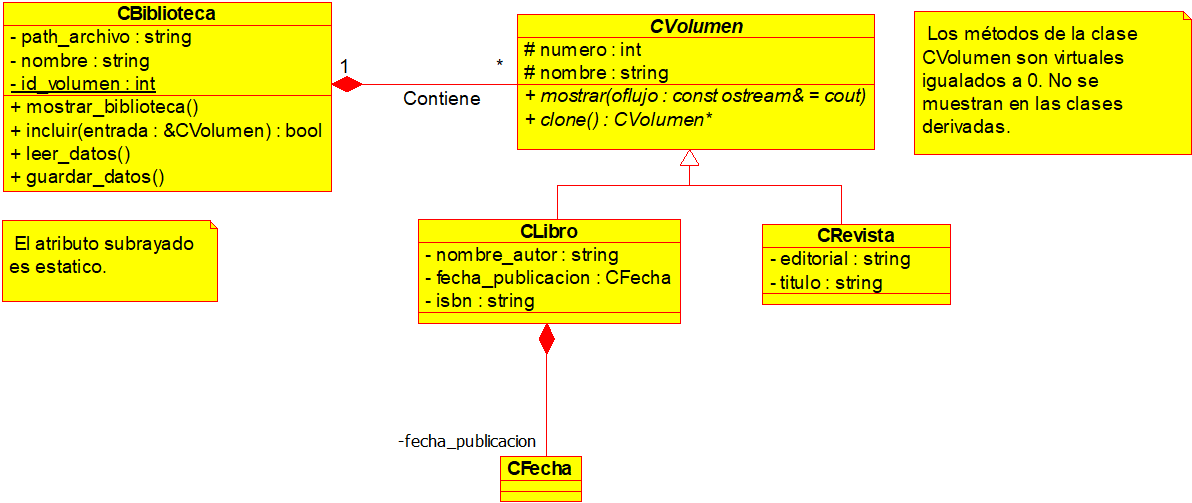 CBiblioteca
- path_archivo : string
- nombre : string
- id_volumen : int
+ mostrar_biblioteca()
+ incluir(entrada : &CVolumen) : bool
+ leer_datos()
+ guardar_datos()
1
*
Contiene
CVolumen
# numero : int
# nombre : string
+ mostrar(oflujo : const ostream& = cout)
+ clone() : CVolumen*
Los métodos de la clase
CVolumen son virtuales
igualados a 0. No se
muestran en las clases
derivadas.
El atributo subrayado
es estatico.
CLibro
- nombre_autor : string
- fecha_publicacion : CFecha
- isbn : string
CRevista
- editorial : string
- titulo : string
-fecha_publicacion
CFecha